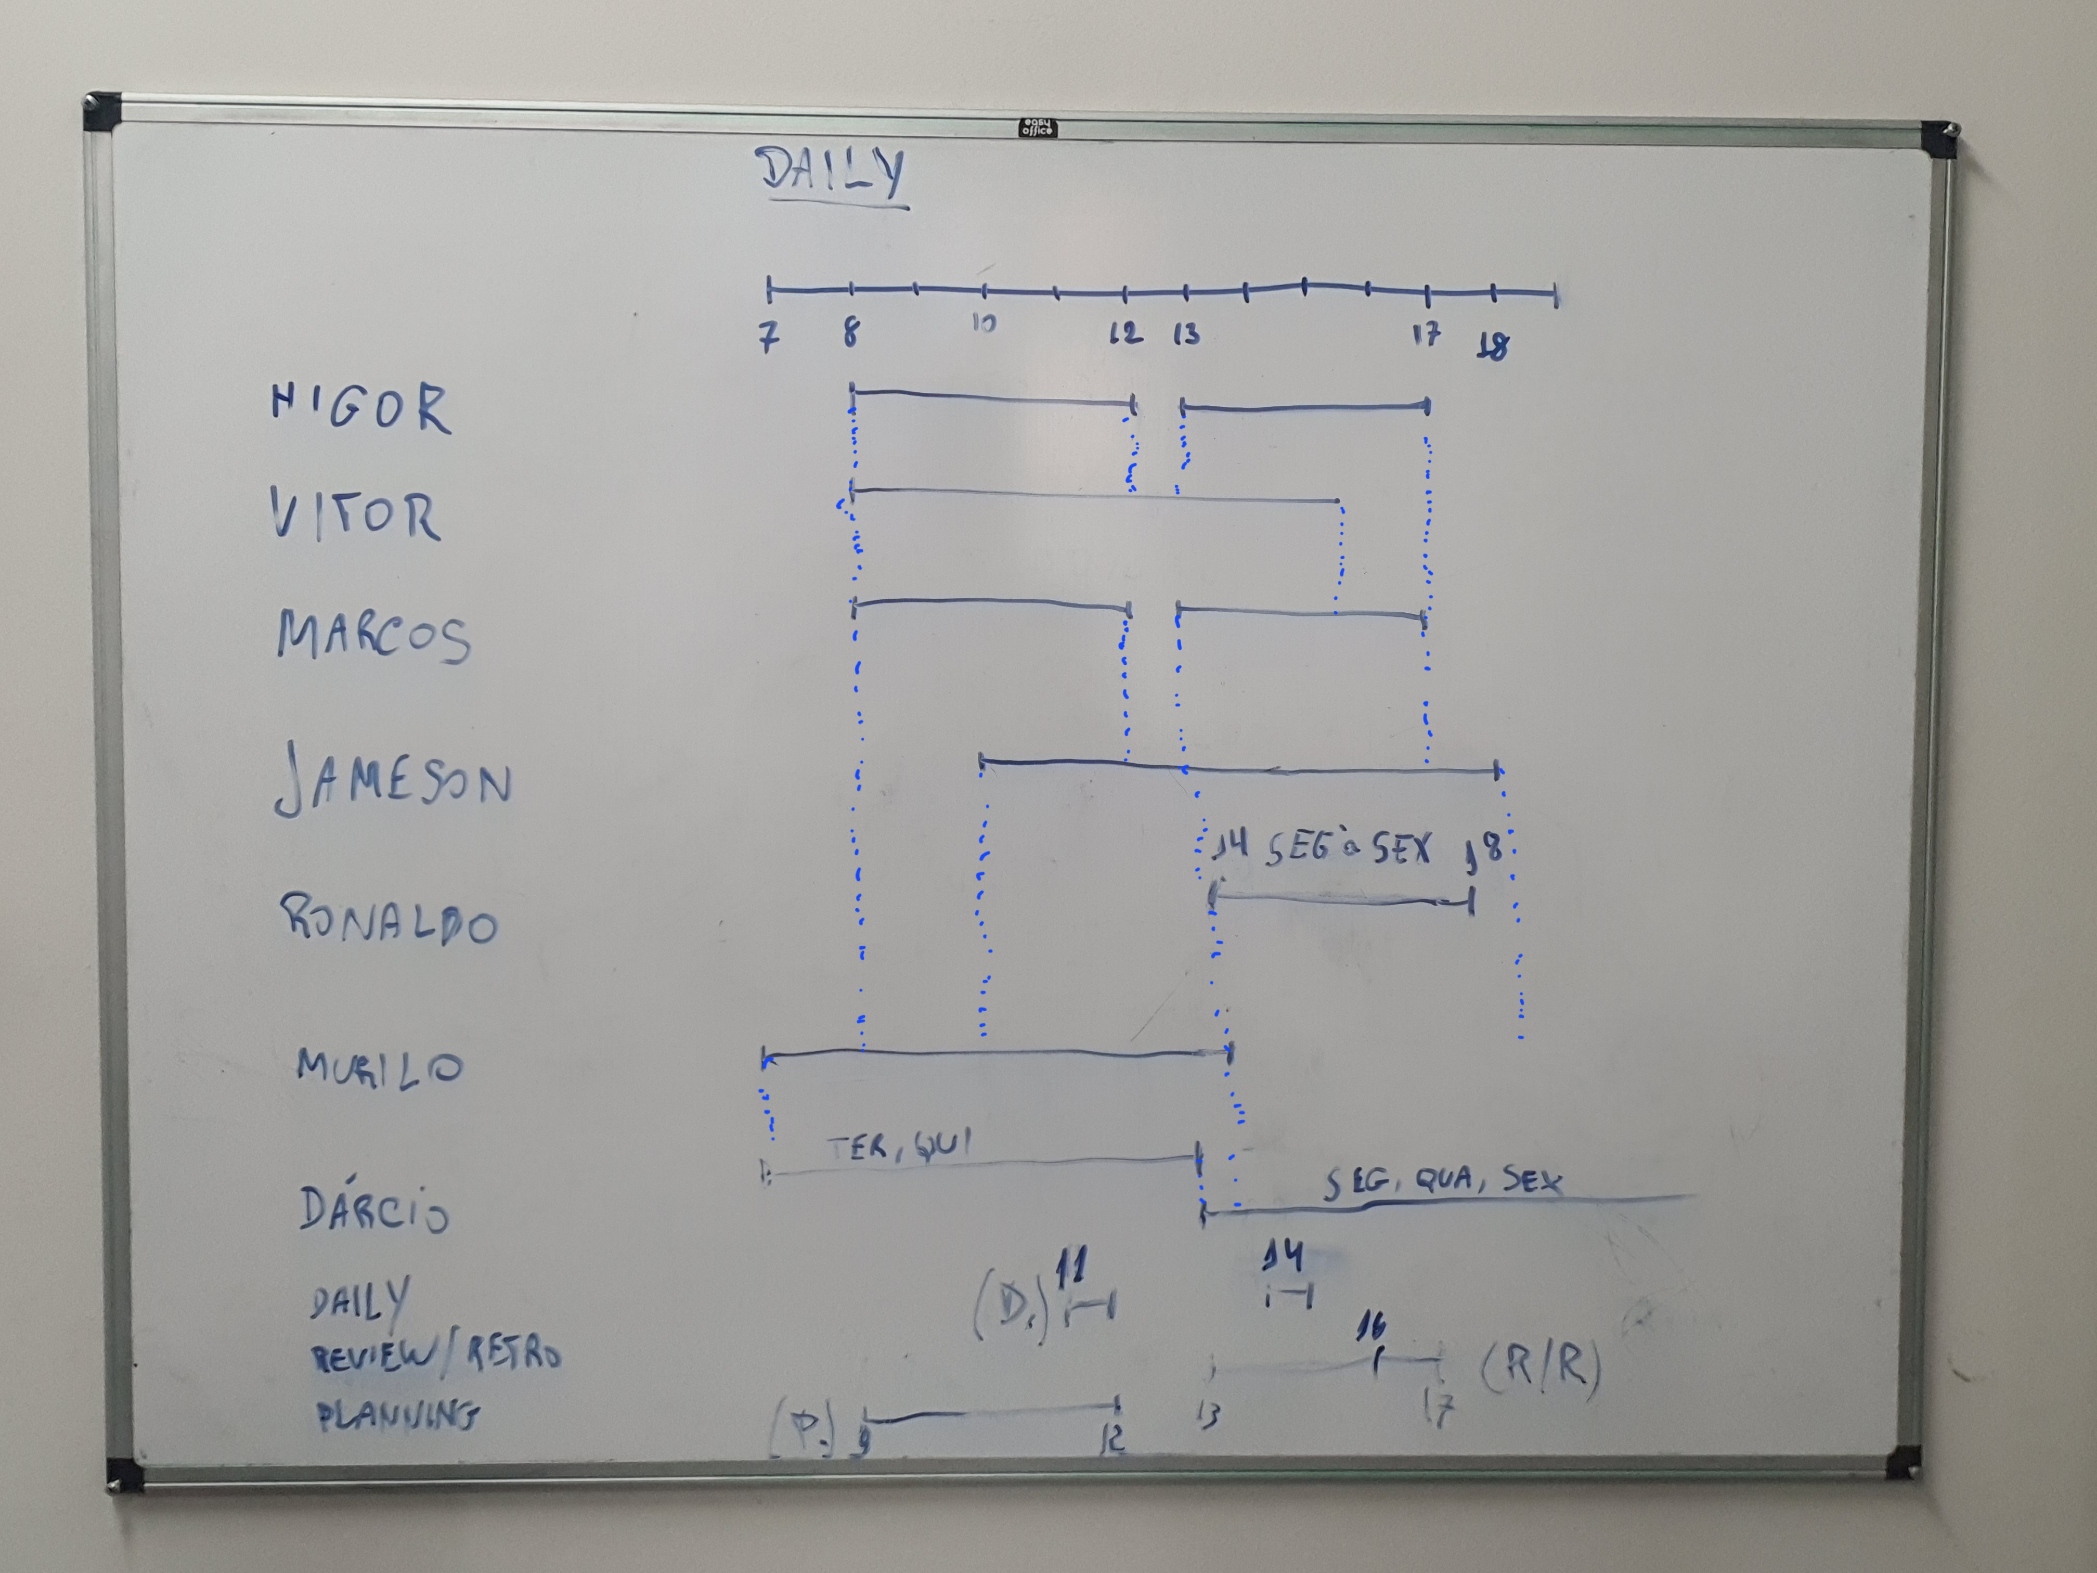 easy
office
DAILY
7 8 10 12 13 17 18
HIGOR
VITOR
MARCOS
JAMESON
14 SEG à SEX 18
RONALDO
MURILO
TER, QUI
SEG, QUA, SEX
DÁRCIO
11 14
DAILY (D.)
16
REVIEW/RETRO (R/R)
13 17
PLANNING (P.) 9 12